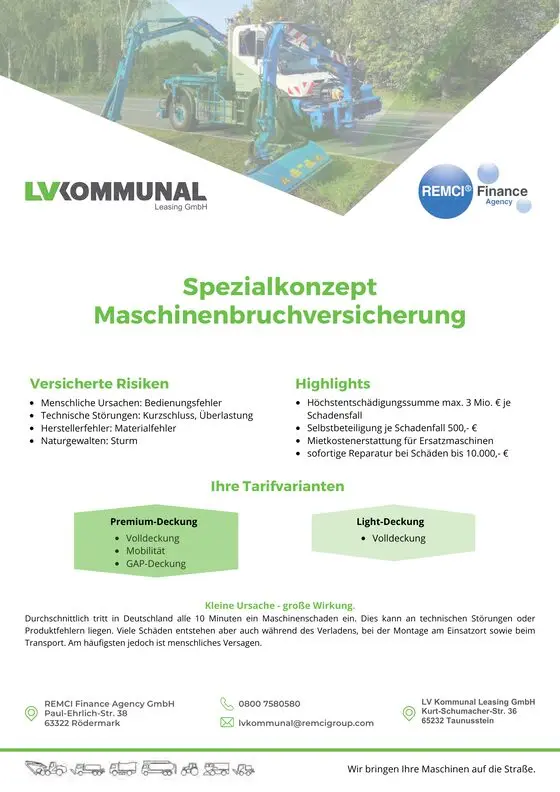 LVKOMMUNAL
Leasing GmbH
REMCI® Finance
Agency
Spezialkonzept
Maschinenbruchversicherung
Versicherte Risiken
• Menschliche Ursachen: Bedienungsfehler
• Technische Störungen: Kurzschluss, Überlastung
• Herstellerfehler: Materialfehler
• Naturgewalten: Sturm
Highlights
• Höchstentschädigungssumme max. 3 Mio. € je
Schadensfall
• Selbstbeteiligung je Schadenfall 500,- €
• Mietkostenerstattung für Ersatzmaschinen
• sofortige Reparatur bei Schäden bis 10.000,- €
Ihre Tarifvarianten
Premium-Deckung
• Volldeckung
• Mobilität
• GAP-Deckung
Light-Deckung
• Volldeckung
Kleine Ursache - große Wirkung.
Durchschnittlich tritt in Deutschland alle 10 Minuten ein Maschinenschaden ein. Dies kann an technischen Störungen oder
Produktfehlern liegen. Viele Schäden entstehen aber auch während des Verladens, bei der Montage am Einsatzort sowie beim
Transport. Am häufigsten jedoch ist menschliches Versagen.
REMCI Finance Agency GmbH
Paul-Ehrlich-Str. 38
63322 Rödermark
0800 7580580
lvkommunal@remcigroup.com
LV Kommunal Leasing GmbH
Kurt-Schumacher-Str. 36
65232 Taunusstein
Wir bringen Ihre Maschinen auf die Straße.